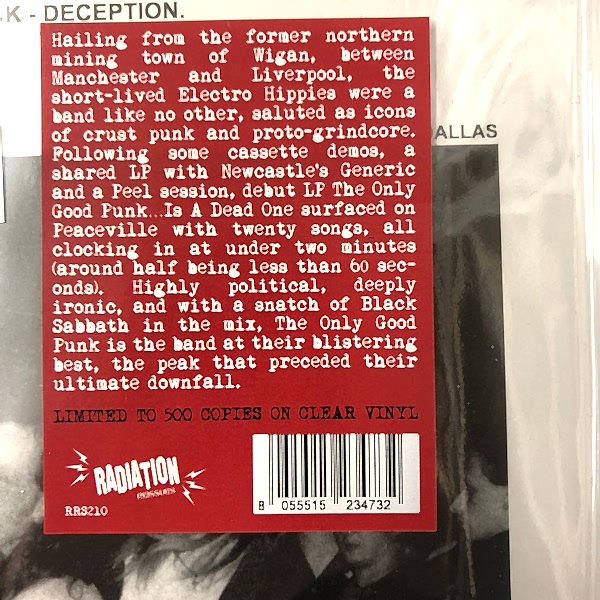 K - DECEPTION.
Hailing from the former northern
mining town of Wigan, between
Manchester and Liverpool, the
short-lived Electro Hippies were a
band like no other, saluted as icons
of crust punk and proto-grindcore.
DALLAS
Following some cassette demos, a
shared LP with Newcastle's Generic
and a Peel session, debut LP The Only
Good Punk...Is A Dead One surfaced on
Peaceville with twenty songs, all
clocking in at under two minutes
(around half being less than 60 sec-
onds). Highly political, deeply
ironic, and with a snatch of Black
Sabbath in the mix, The Only Good
Punk is the band at their blistering
best, the peak that preceded their
ultimate downfall.
LIMITED TO 500 COPIES ON CLEAR VINYL
RADIATION
REISSUES
RRS210
8 055515 234732